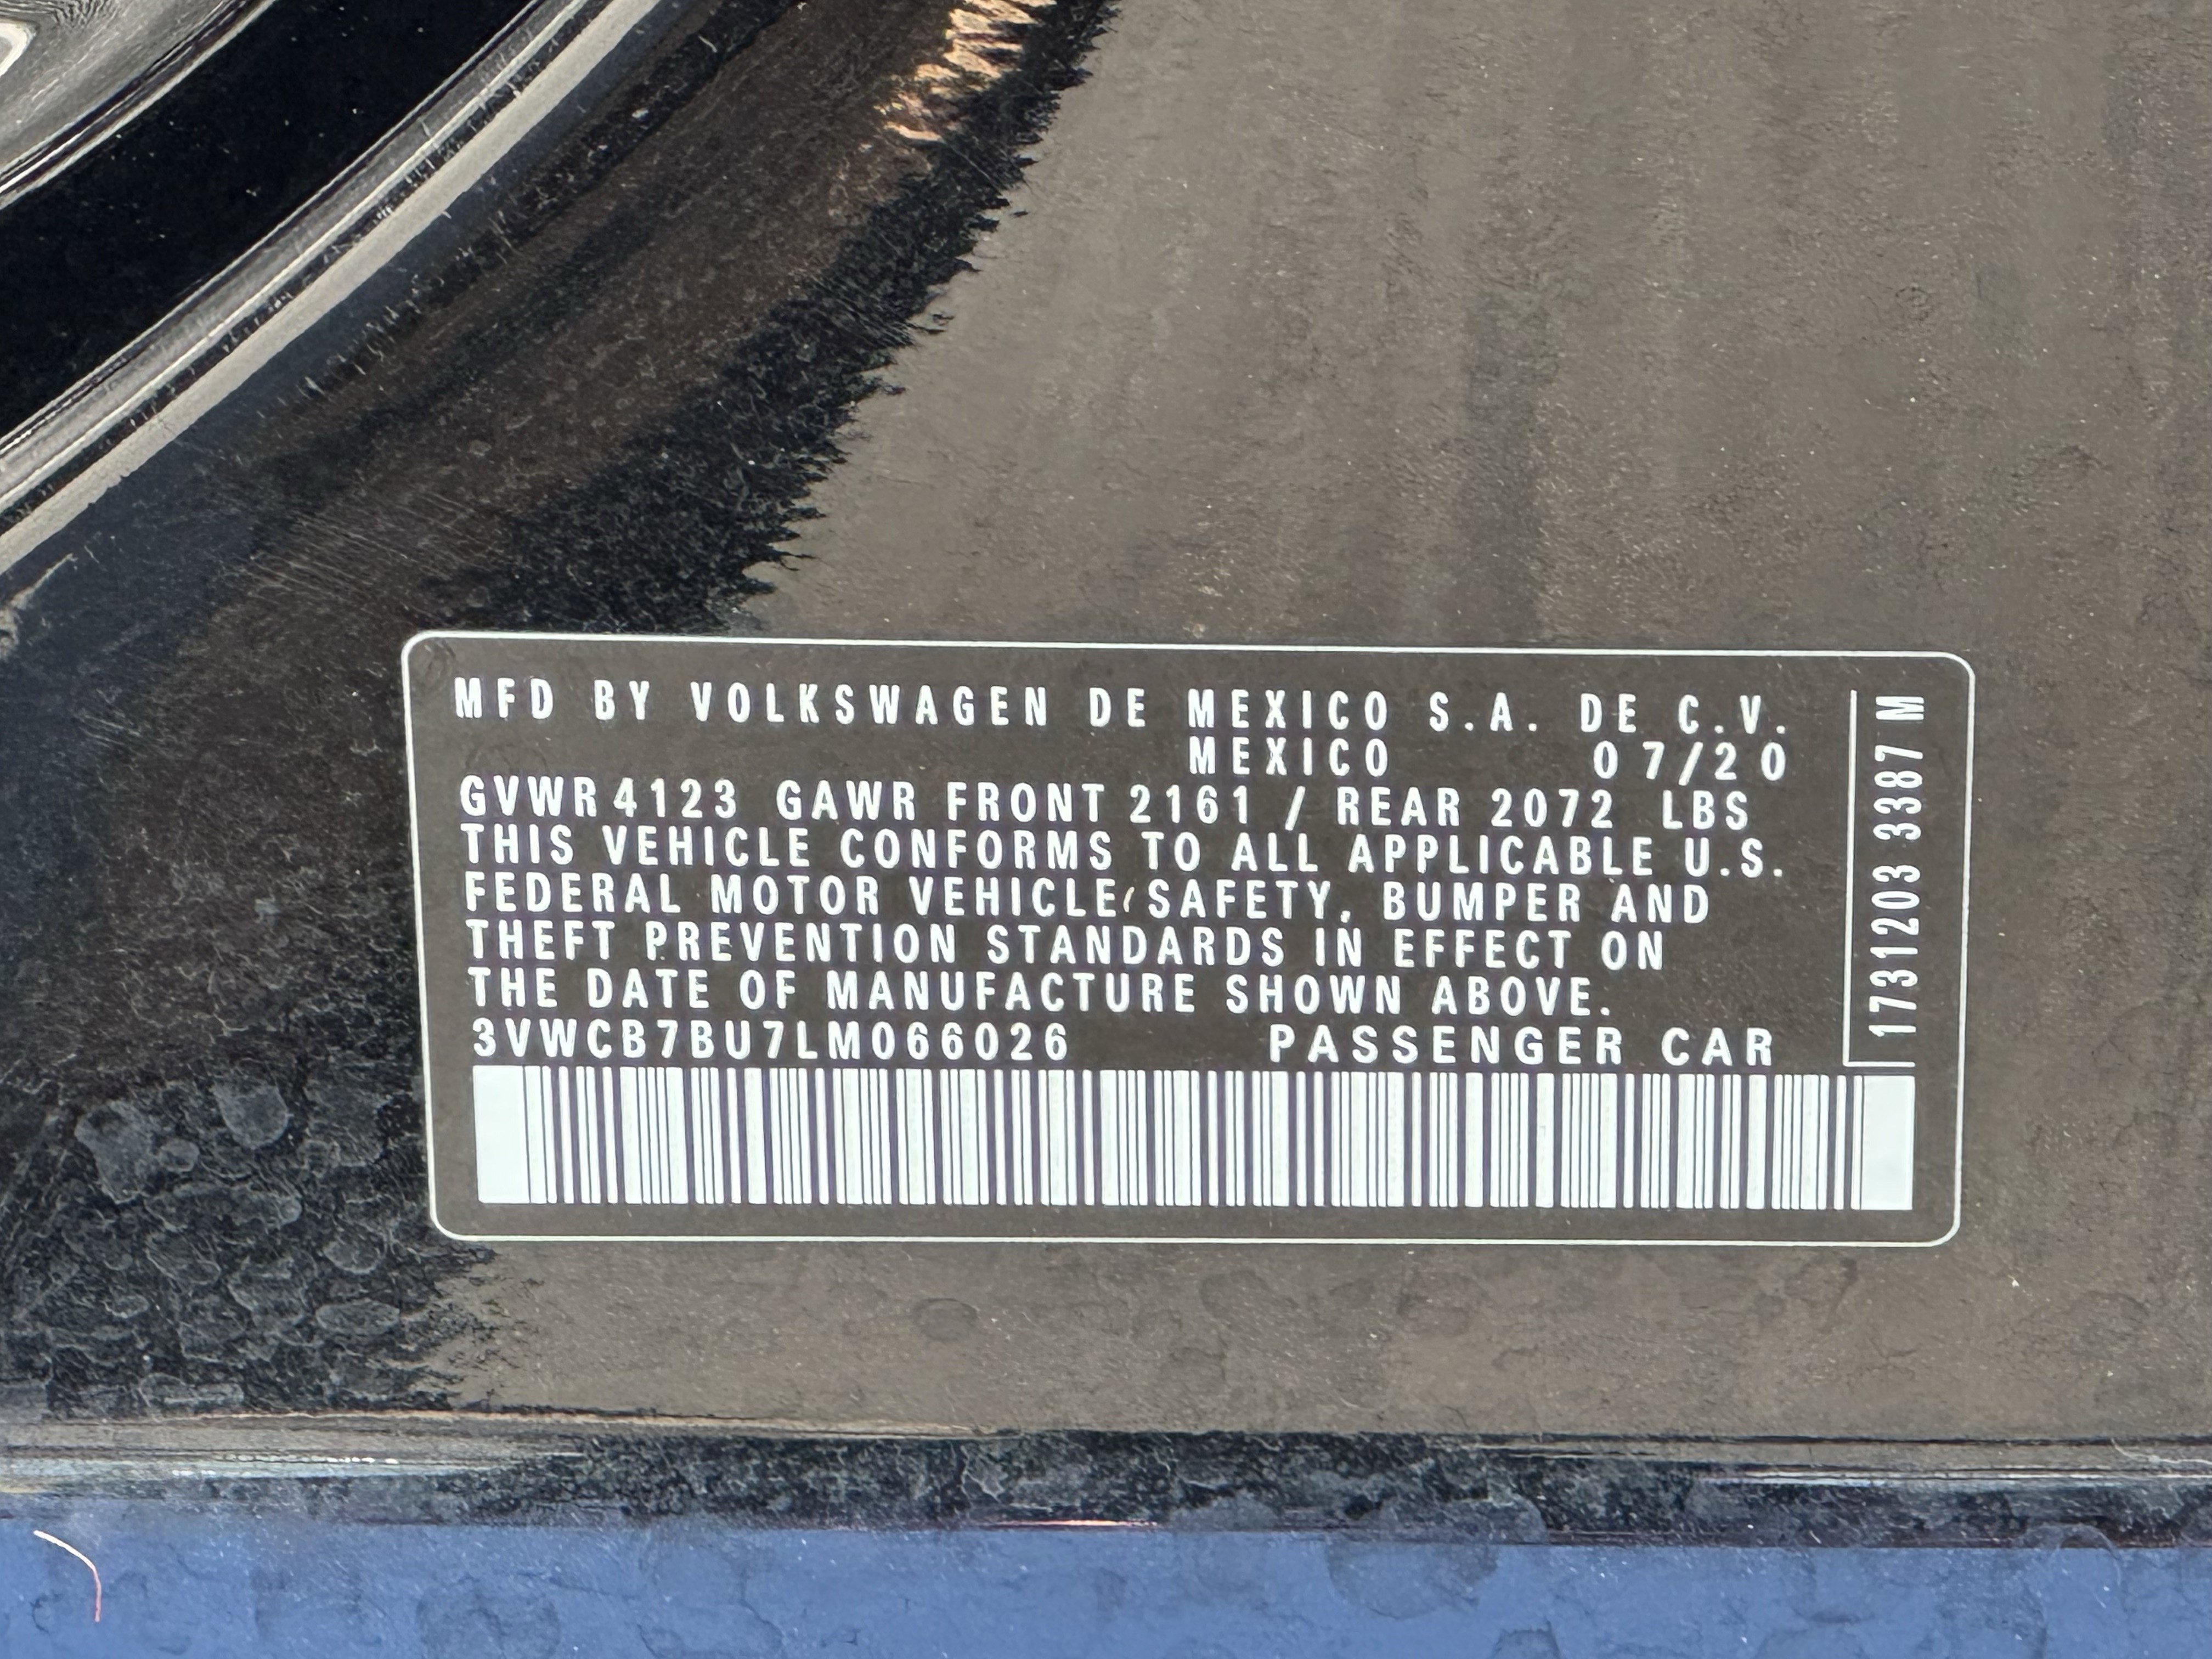 MFD BY VOLKSWAGEN DE MEXICO S.A. DE C.V.
MEXICO 07/20
GVWR 4123 GAWR FRONT 2161 / REAR 2072 LBS
THIS VEHICLE CONFORMS TO ALL APPLICABLE U.S.
FEDERAL MOTOR VEHICLE SAFETY, BUMPER AND
THEFT PREVENTION STANDARDS IN EFFECT ON
THE DATE OF MANUFACTURE SHOWN ABOVE.
3VWCB7BU7LM066026 PASSENGER CAR
1731203 3387 M